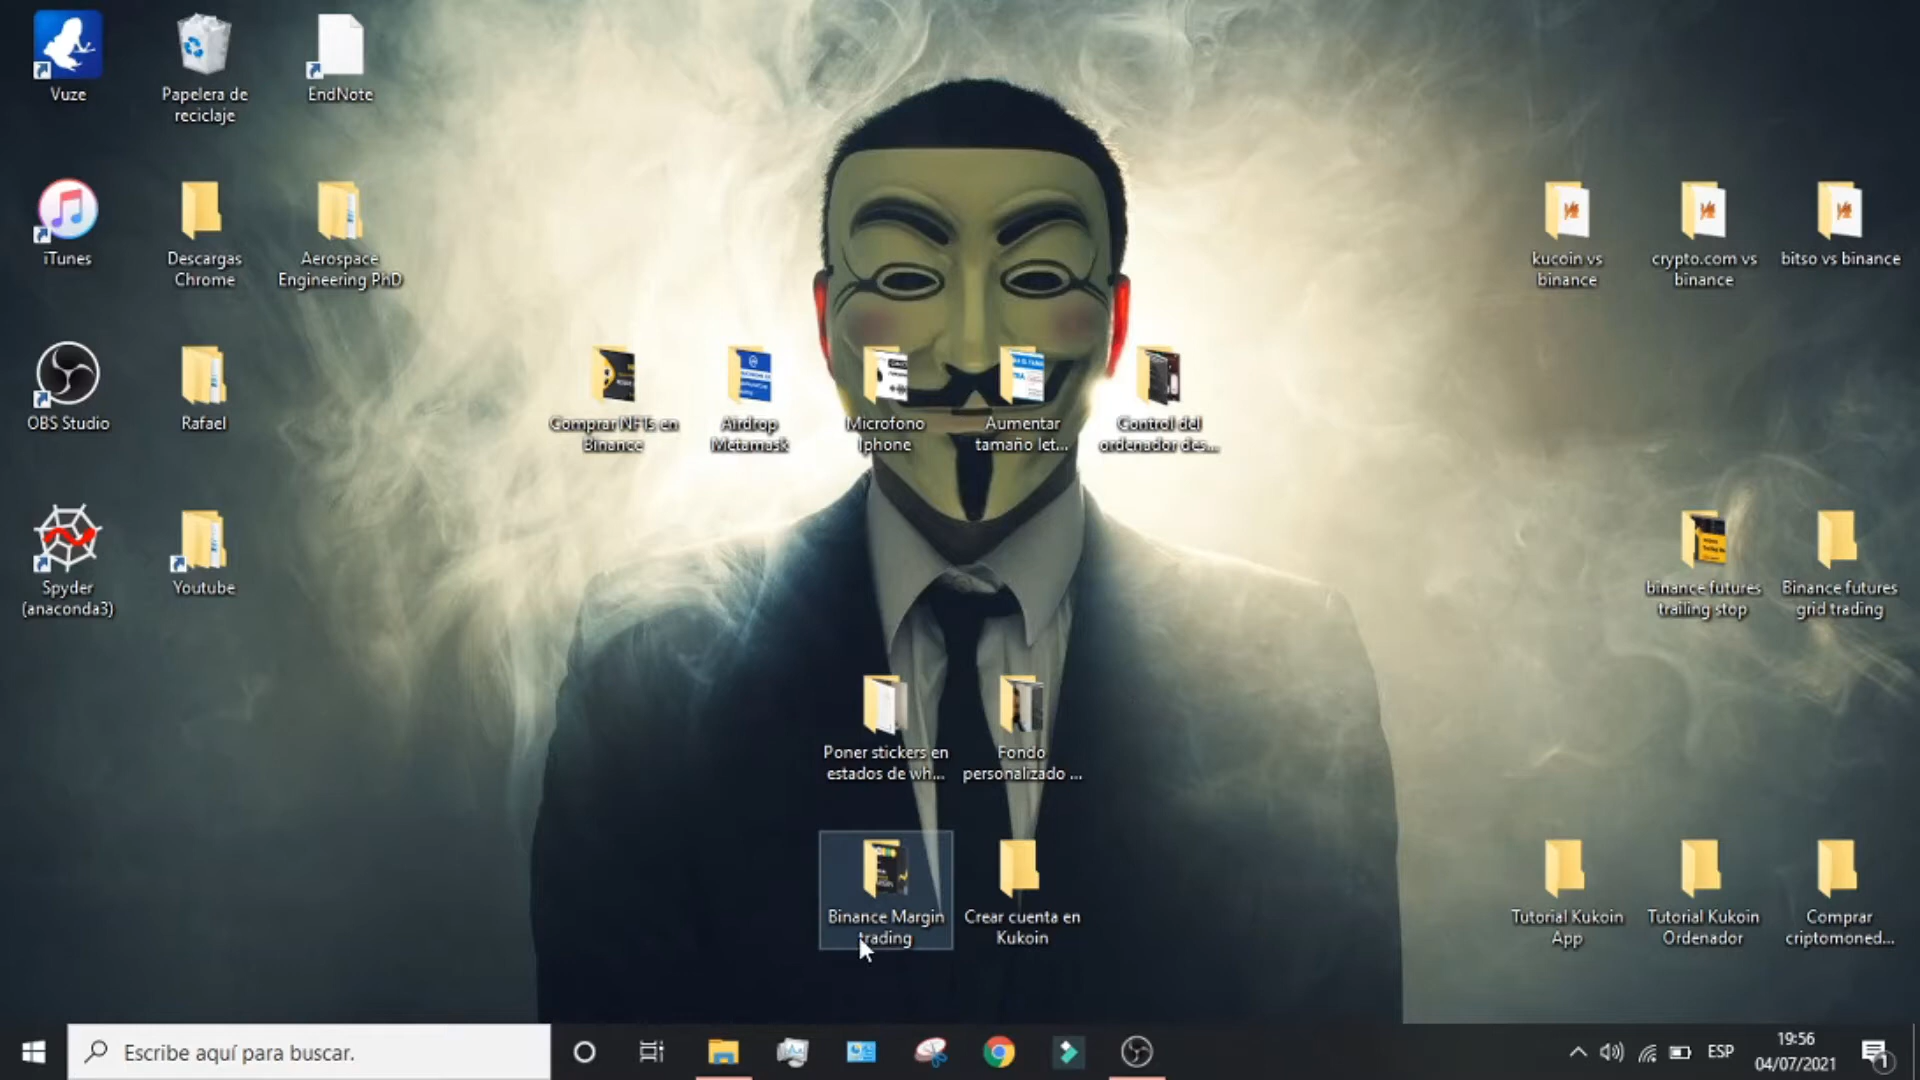 Vuze
Papelera de
reciclaje
EndNote
iTunes
Descargas
Chrome
Aerospace
Engineering PhD
kucoin vs
binance
crypto.com vs
binance
bitso vs binance
OBS Studio
Rafael
Comprar NFTs en
Binance
Airdrop
Metamask
Microfono
Iphone
Aumentar
tamaño let...
Control del
ordenador des...
Spyder
(anaconda3)
Youtube
binance futures
trailing stop
Binance futures
grid trading
Poner stickers en
estados de wh...
Fondo
personalizado ...
Binance Margin
trading
Crear cuenta en
Kukoin
Tutorial Kukoin
App
Tutorial Kukoin
Ordenador
Comprar
criptomoned...
Escribe aquí para buscar.
ESP
19:56
04/07/2021
1